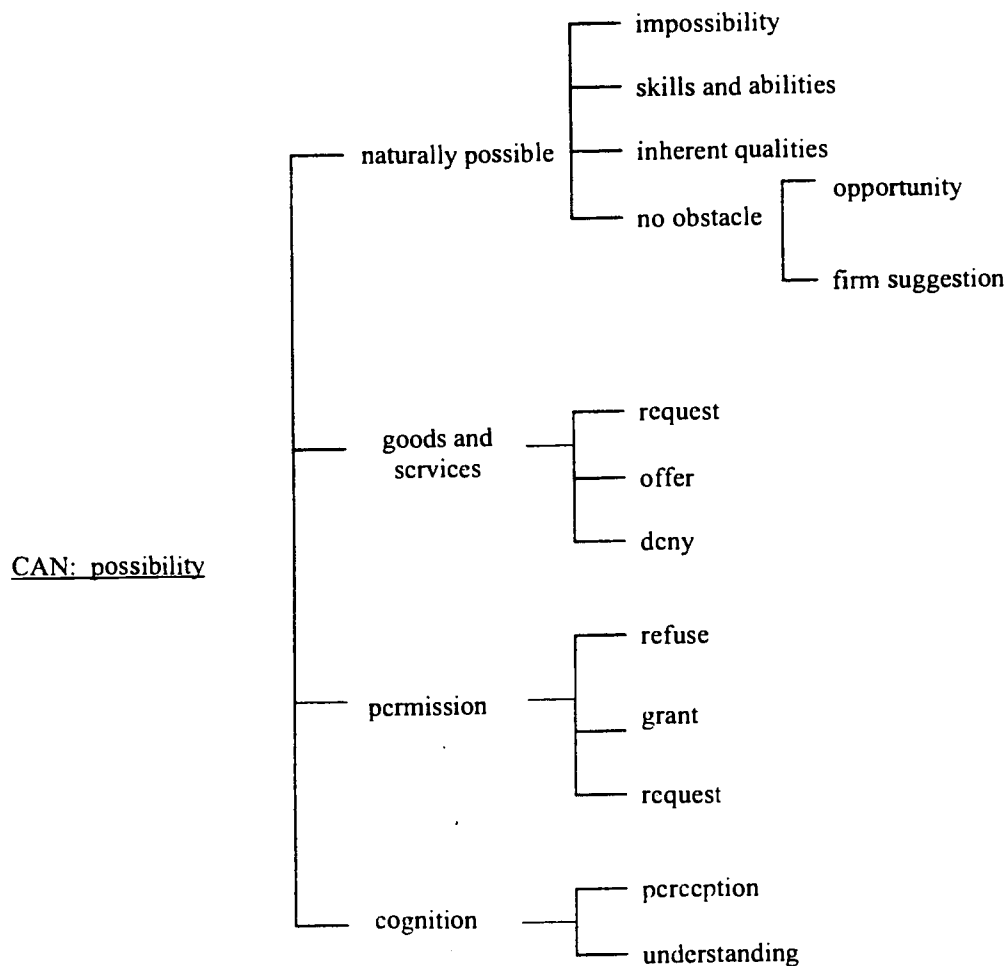 impossibility
skills and abilities
naturally possible
inherent qualities
opportunity
no obstacle
firm suggestion
request
goods and
services
offer
deny
CAN: possibility
refuse
permission
grant
request
perception
cognition
understanding